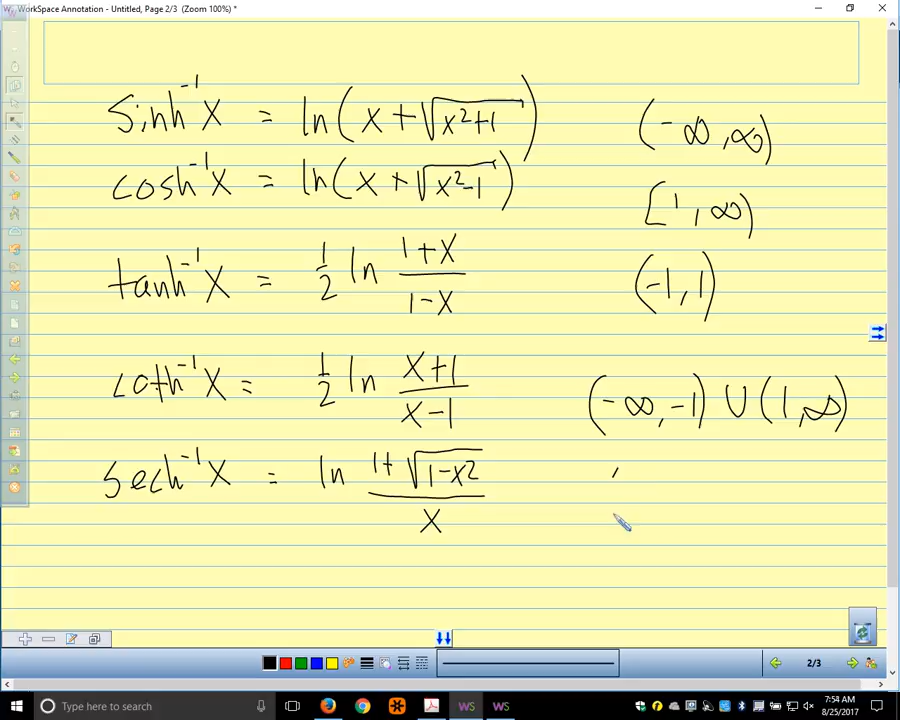 WorkSpace Annotation - Untitled, Page 2/3 (Zoom 100%) *
sinh⁻¹x = ln(x+√(x²+1)) (-∞,∞)
cosh⁻¹x = ln(x+√(x²-1)) [1,∞)
tanh⁻¹x = 1/2 ln (1+x)/(1-x) (-1,1)
coth⁻¹x = 1/2 ln (x+1)/(x-1) (-∞,-1) ∪ (1,∞)
sech⁻¹x = ln (1+√(1-x²))/x
2/3
Type here to search
WS WS
7:54 AM
8/25/2017